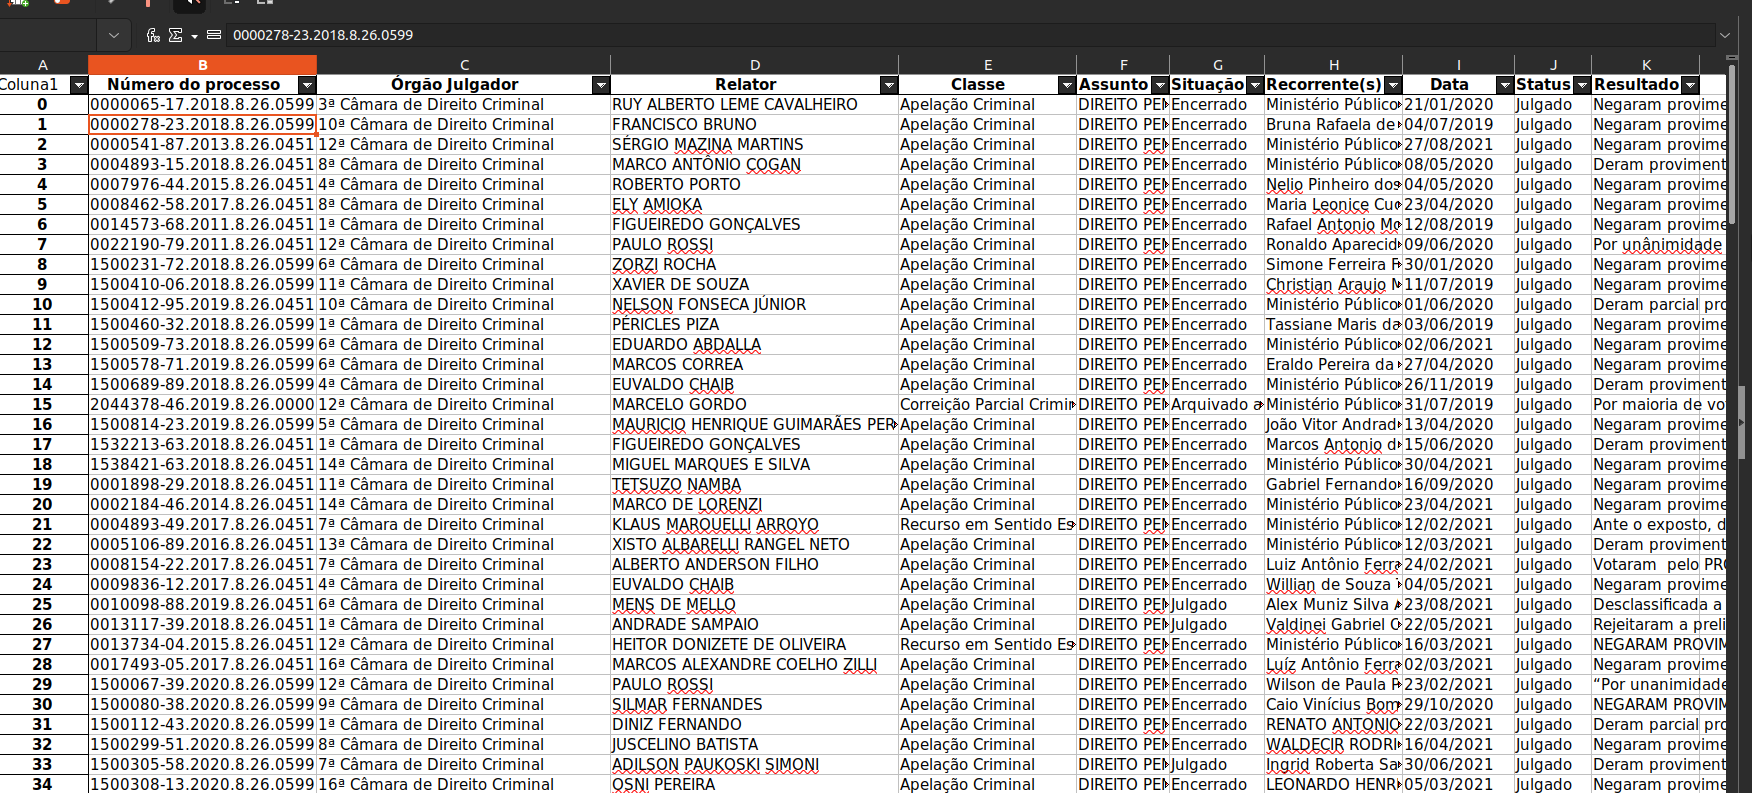 0000278-23.2018.8.26.0599
A B C D E F G H I J K
Coluna1 Número do processo Órgão Julgador Relator Classe Assunto Situação Recorrente(s) Data Status Resultado
0 0000065-17.2018.8.26.0599 3ª Câmara de Direito Criminal RUY ALBERTO LEME CAVALHEIRO Apelação Criminal DIREITO Encerrado Ministério Público 21/01/2020 Julgado Negaram provime
1 0000278-23.2018.8.26.0599 10ª Câmara de Direito Criminal FRANCISCO BRUNO Apelação Criminal DIREITO Encerrado Bruna Rafaela de 04/07/2019 Julgado Negaram provime
2 0000541-87.2013.8.26.0451 12ª Câmara de Direito Criminal SÉRGIO MAZINA MARTINS Apelação Criminal DIREITO Encerrado Ministério Público 27/08/2021 Julgado Negaram provime
3 0004893-15.2018.8.26.0451 8ª Câmara de Direito Criminal MARCO ANTÔNIO COGAN Apelação Criminal DIREITO Encerrado Ministério Público 08/05/2020 Julgado Deram proviment
4 0007976-44.2015.8.26.0451 4ª Câmara de Direito Criminal ROBERTO PORTO Apelação Criminal DIREITO Encerrado Nelio Pinheiro dos 04/05/2020 Julgado Negaram provime
5 0008462-58.2017.8.26.0451 8ª Câmara de Direito Criminal ELY AMIOKA Apelação Criminal DIREITO Encerrado Maria Leonice 23/04/2020 Julgado Negaram provime
6 0014573-68.2011.8.26.0451 1ª Câmara de Direito Criminal FIGUEIREDO GONÇALVES Apelação Criminal DIREITO Encerrado Rafael Antonio 12/08/2019 Julgado Negaram provime
7 0022190-79.2011.8.26.0451 12ª Câmara de Direito Criminal PAULO ROSSI Apelação Criminal DIREITO Encerrado Ronaldo Aparecid 09/06/2020 Julgado Por unânimidade
8 1500231-72.2018.8.26.0599 6ª Câmara de Direito Criminal ZORZI ROCHA Apelação Criminal DIREITO Encerrado Simone Ferreira 30/01/2020 Julgado Negaram provime
9 1500410-06.2018.8.26.0599 11ª Câmara de Direito Criminal XAVIER DE SOUZA Apelação Criminal DIREITO Encerrado Christian Araujo 11/07/2019 Julgado Negaram provime
10 1500412-95.2019.8.26.0599 10ª Câmara de Direito Criminal NELSON FONSECA JÚNIOR Apelação Criminal DIREITO Encerrado Ministério Público 01/06/2020 Julgado Deram parcial pro
11 1500460-32.2018.8.26.0599 1ª Câmara de Direito Criminal PÉRICLES PIZA Apelação Criminal DIREITO Encerrado Tassiane Maris da 03/06/2019 Julgado Negaram provime
12 1500509-73.2018.8.26.0599 6ª Câmara de Direito Criminal EDUARDO ABDALLA Apelação Criminal DIREITO Encerrado Ministério Público 02/06/2021 Julgado Negaram provime
13 1500578-71.2019.8.26.0599 6ª Câmara de Direito Criminal MARCOS CORREA Apelação Criminal DIREITO Encerrado Eraldo Pereira da 27/04/2020 Julgado Negaram provime
14 1500689-89.2018.8.26.0599 4ª Câmara de Direito Criminal EUVALDO CHAIB Apelação Criminal DIREITO Encerrado Ministério Público 26/11/2019 Julgado Deram proviment
15 2044378-46.2019.8.26.0000 12ª Câmara de Direito Criminal MARCELO GORDO Correição Parcial Crimin DIREITO Arquivado Ministério Público 31/07/2019 Julgado Por maioria de vo
16 1500814-23.2019.8.26.0599 5ª Câmara de Direito Criminal MAURICIO HENRIQUE GUIMARÃES PER Apelação Criminal DIREITO Encerrado João Vitor Andrad 13/04/2020 Julgado Negaram provime
17 1532213-63.2018.8.26.0451 1ª Câmara de Direito Criminal FIGUEIREDO GONÇALVES Apelação Criminal DIREITO Encerrado Marcos Antonio d 15/06/2020 Julgado Deram proviment
18 1538421-63.2018.8.26.0451 14ª Câmara de Direito Criminal MIGUEL MARQUES E SILVA Apelação Criminal DIREITO Encerrado Ministério Público 30/04/2021 Julgado Negaram provime
19 0001898-29.2018.8.26.0451 11ª Câmara de Direito Criminal TETSUZO NAMBA Apelação Criminal DIREITO Encerrado Gabriel Fernando 16/09/2020 Julgado Negaram provime
20 0002184-46.2014.8.26.0451 14ª Câmara de Direito Criminal MARCO DE LORENZI Apelação Criminal DIREITO Encerrado Ministério Público 23/04/2021 Julgado Negaram provime
21 0004893-49.2017.8.26.0451 7ª Câmara de Direito Criminal KLAUS MAROUELLI ARROYO Recurso em Sentido Es DIREITO Encerrado Ministério Público 12/02/2021 Julgado Ante o exposto, d
22 0005106-89.2016.8.26.0451 13ª Câmara de Direito Criminal XISTO ALBARELLI RANGEL NETO Apelação Criminal DIREITO Encerrado Ministério Público 12/03/2021 Julgado Deram proviment
23 0008154-22.2017.8.26.0451 7ª Câmara de Direito Criminal ALBERTO ANDERSON FILHO Apelação Criminal DIREITO Encerrado Luiz Antônio Ferra 24/02/2021 Julgado Votaram pelo PRO
24 0009836-12.2017.8.26.0451 4ª Câmara de Direito Criminal EUVALDO CHAIB Apelação Criminal DIREITO Encerrado Willian de Souza 04/05/2021 Julgado Negaram provime
25 0010098-88.2019.8.26.0451 6ª Câmara de Direito Criminal MENS DE MELLO Apelação Criminal DIREITO Julgado Alex Muniz Silva 23/08/2021 Julgado Desclassificada a
26 0013117-39.2018.8.26.0451 1ª Câmara de Direito Criminal ANDRADE SAMPAIO Apelação Criminal DIREITO Julgado Valdinei Gabriel 22/05/2021 Julgado Rejeitaram a preli
27 0013734-04.2015.8.26.0451 12ª Câmara de Direito Criminal HEITOR DONIZETE DE OLIVEIRA Recurso em Sentido Es DIREITO Encerrado Ministério Público 16/03/2021 Julgado NEGARAM PROVIM
28 0017493-05.2017.8.26.0451 16ª Câmara de Direito Criminal MARCOS ALEXANDRE COELHO ZILLI Apelação Criminal DIREITO Encerrado Luíz Antônio Ferra 02/03/2021 Julgado Negaram provime
29 1500067-39.2020.8.26.0599 12ª Câmara de Direito Criminal PAULO ROSSI Apelação Criminal DIREITO Encerrado Wilson de Paula 23/02/2021 Julgado “Por unanimidade
30 1500080-38.2020.8.26.0599 9ª Câmara de Direito Criminal SILMAR FERNANDES Apelação Criminal DIREITO Encerrado Caio Vinícius 29/10/2020 Julgado NEGARAM PROVIM
31 1500112-43.2020.8.26.0599 1ª Câmara de Direito Criminal DINIZ FERNANDO Apelação Criminal DIREITO Encerrado RENATO ANTONIO 22/03/2021 Julgado Deram parcial pro
32 1500299-51.2020.8.26.0599 8ª Câmara de Direito Criminal JUSCELINO BATISTA Apelação Criminal DIREITO Encerrado WALDECIR RODRI 16/04/2021 Julgado Negaram provime
33 1500305-58.2020.8.26.0599 7ª Câmara de Direito Criminal ADILSON PAUKOSKI SIMONI Apelação Criminal DIREITO Julgado Ingrid Roberta Sa 30/06/2021 Julgado Deram proviment
34 1500308-13.2020.8.26.0599 16ª Câmara de Direito Criminal OSNI PEREIRA Apelação Criminal DIREITO Encerrado LEONARDO HENR 05/03/2021 Julgado Negaram provime